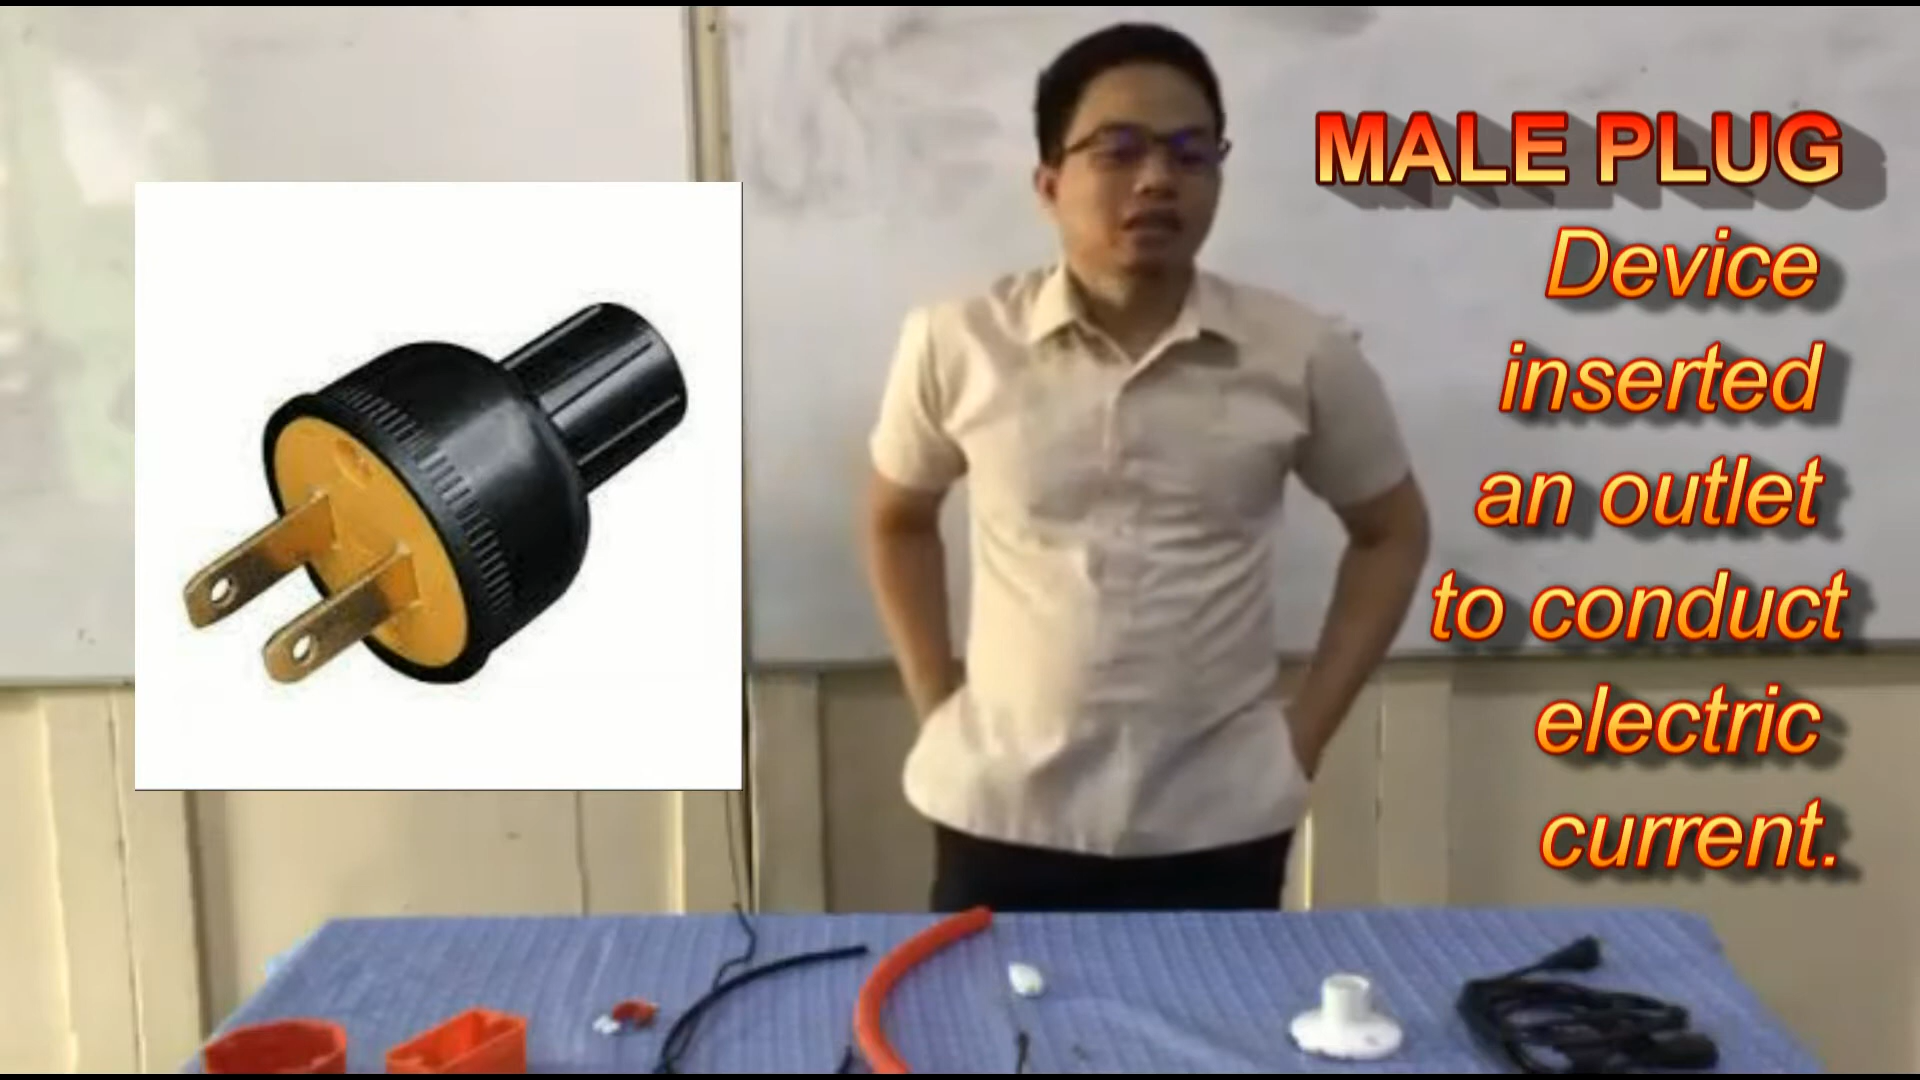 MALE PLUG
Device
inserted
an outlet
to conduct
electric
current.